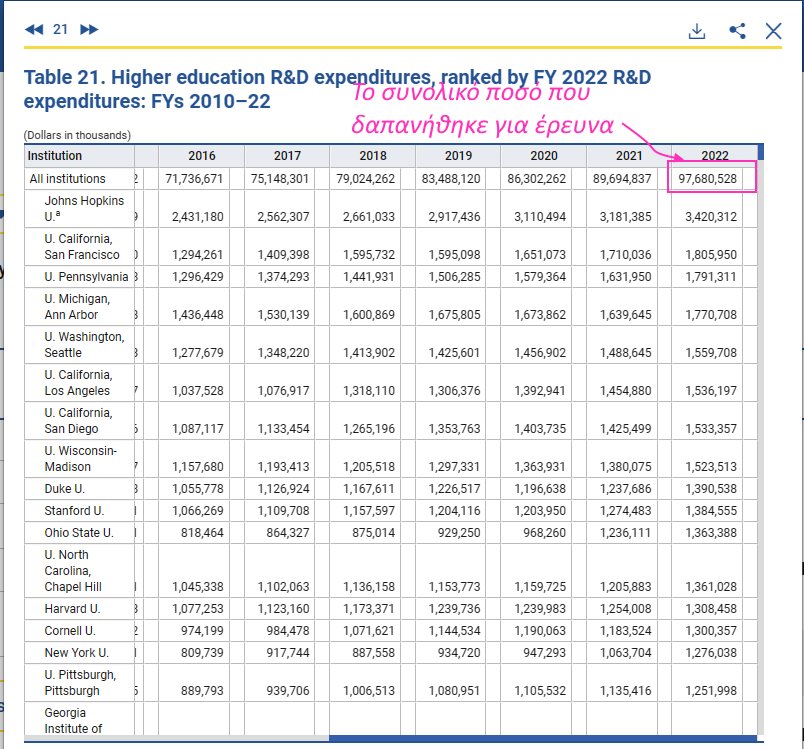 21
Table 21. Higher education R&D expenditures, ranked by FY 2022 R&D
expenditures: FYs 2010–22
Το συνολικό ποσό που
δαπανήθηκε για έρευνα
(Dollars in thousands)
Institution 2016 2017 2018 2019 2020 2021 2022
All institutions 2 71,736,671 75,148,301 79,024,262 83,488,120 86,302,262 89,694,837 97,680,528
Johns Hopkins
U.a 9 2,431,180 2,562,307 2,661,033 2,917,436 3,110,494 3,181,385 3,420,312
U. California,
San Francisco 0 1,294,261 1,409,398 1,595,732 1,595,098 1,651,073 1,710,036 1,805,950
U. Pennsylvania 3 1,296,429 1,374,293 1,441,931 1,506,285 1,579,364 1,631,950 1,791,311
U. Michigan,
Ann Arbor 3 1,436,448 1,530,139 1,600,869 1,675,805 1,673,862 1,639,645 1,770,708
U. Washington,
Seattle 3 1,277,679 1,348,220 1,413,902 1,425,601 1,456,902 1,488,645 1,559,708
U. California,
Los Angeles 7 1,037,528 1,076,917 1,318,110 1,306,376 1,392,941 1,454,880 1,536,197
U. California,
San Diego 1,087,117 1,133,454 1,265,196 1,353,763 1,403,735 1,425,499 1,533,357
U. Wisconsin-
Madison 7 1,157,680 1,193,413 1,205,518 1,297,331 1,363,931 1,380,075 1,523,513
Duke U. 3 1,055,778 1,126,924 1,167,611 1,226,517 1,196,638 1,237,686 1,390,538
Stanford U. 1,066,269 1,109,708 1,157,597 1,204,116 1,203,950 1,274,483 1,384,555
Ohio State U. 818,464 864,327 875,014 929,250 968,260 1,236,111 1,363,388
U. North
Carolina,
Chapel Hill 1,045,338 1,102,063 1,136,158 1,153,773 1,159,725 1,205,883 1,361,028
Harvard U. 3 1,077,253 1,123,160 1,173,371 1,239,736 1,239,983 1,254,008 1,308,458
Cornell U. 2 974,199 984,478 1,071,621 1,144,534 1,190,063 1,183,524 1,300,357
New York U. 809,739 917,744 887,558 934,720 947,293 1,063,704 1,276,038
U. Pittsburgh,
Pittsburgh 889,793 939,706 1,006,513 1,080,951 1,105,532 1,135,416 1,251,998
Georgia
Institute of